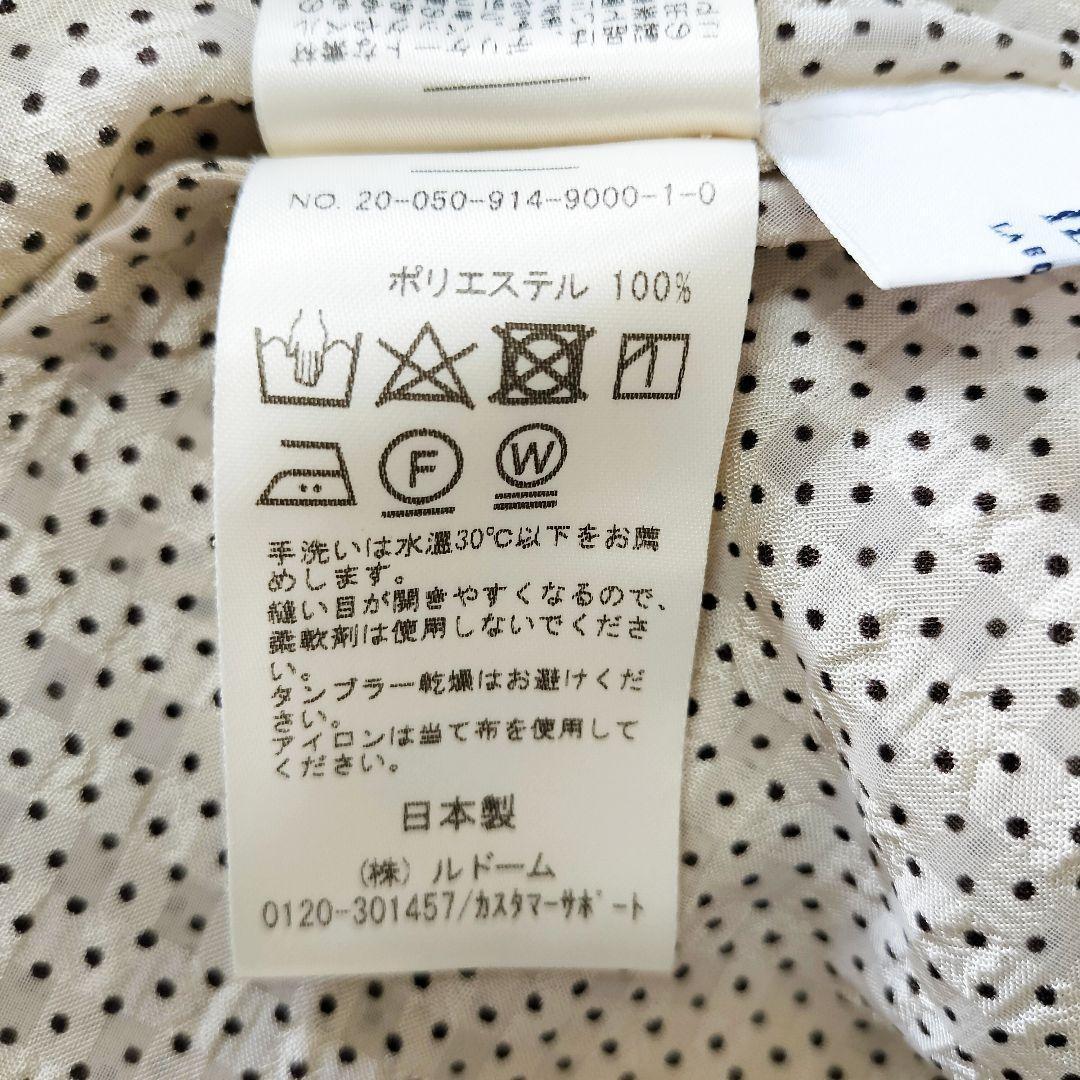 NO. 20-050-914-9000-1-0
ポリエステル 100%
F
W
手洗いは水温30℃以下をお薦
めします。
縫い目が開きやすくなるので、
柔軟剤は使用しないでくださ
い。
タンブラー乾燥はお避けくだ
さい。
アイロンは当て布を使用して
ください。
日本製
(株) ルドーム
0120-301457/カスタマーサポート